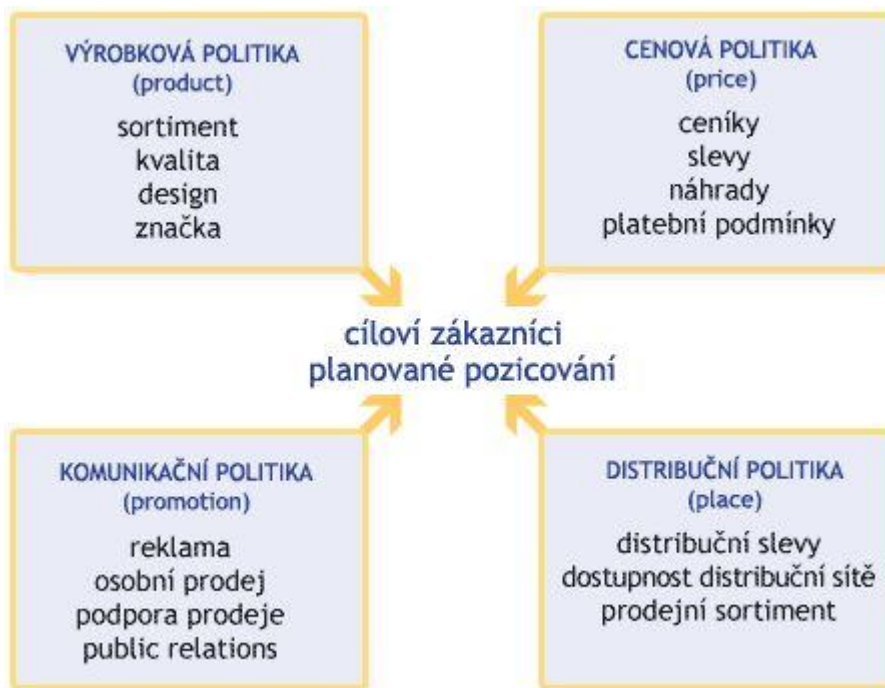 VÝROBKOVÁ POLITIKA
(product)
sortiment
kvalita
design
značka
CENOVÁ POLITIKA
(price)
ceníky
slevy
náhrady
platební podmínky
cíloví zákazníci
planované pozicování
KOMUNIKAČNÍ POLITIKA
(promotion)
reklama
osobní prodej
podpora prodeje
public relations
DISTRIBUČNÍ POLITIKA
(place)
distribuční slevy
dostupnost distribuční sítě
prodejní sortiment